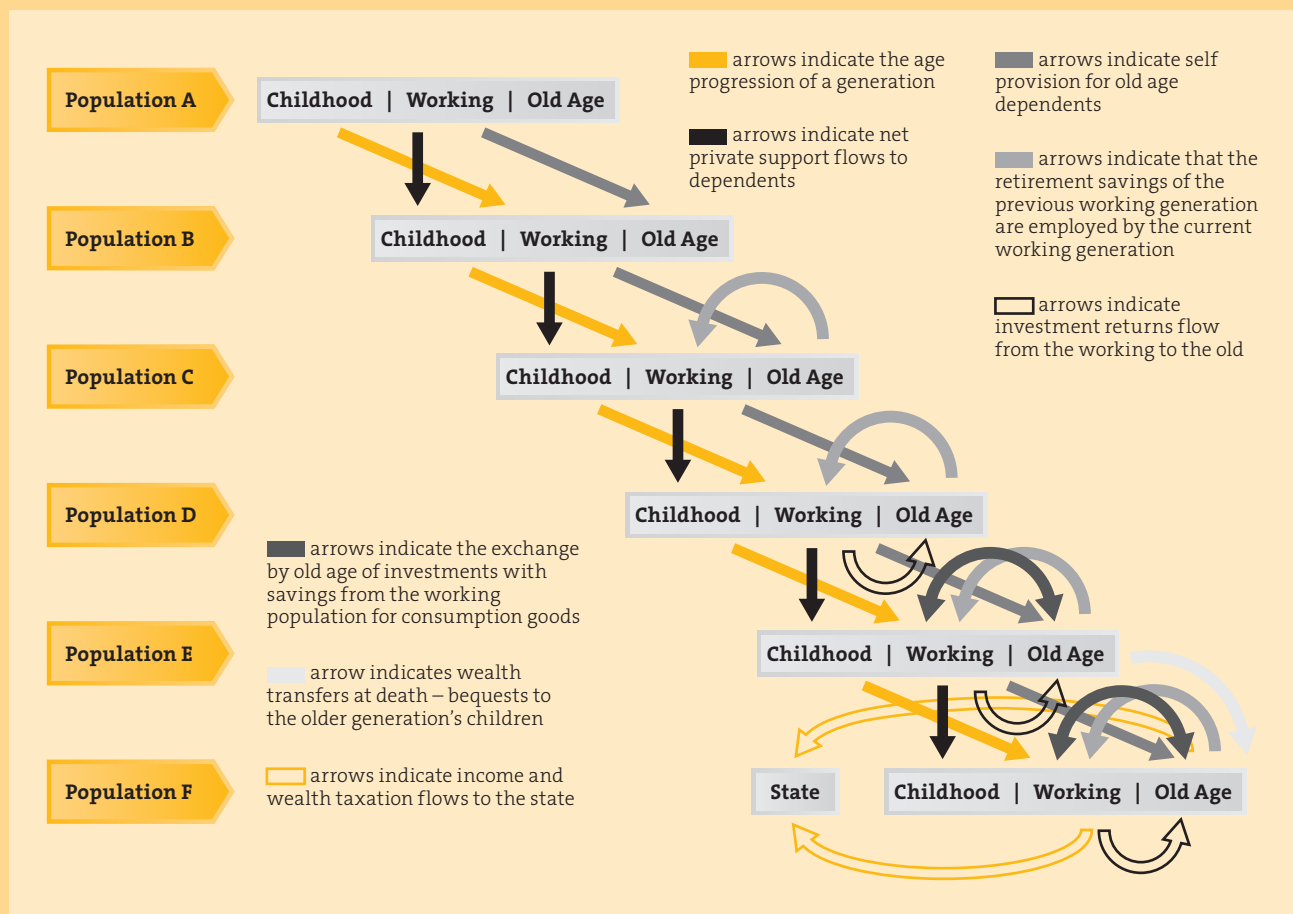 Population A
Childhood | Working | Old Age
arrows indicate the age
progression of a generation
arrows indicate net
private support flows to
dependents
arrows indicate self
provision for old age
dependents
arrows indicate that the
retirement savings of the
previous working generation
are employed by the current
working generation
arrows indicate
investment returns flow
from the working to the old
Population B
Childhood | Working | Old Age
Population C
Childhood | Working | Old Age
Population D
Childhood | Working | Old Age
arrows indicate the exchange
by old age of investments with
savings from the working
population for consumption goods
Population E
Childhood | Working | Old Age
arrow indicates wealth
transfers at death – bequests to
the older generation's children
Population F
arrows indicate income and
wealth taxation flows to the state
State
Childhood | Working | Old Age